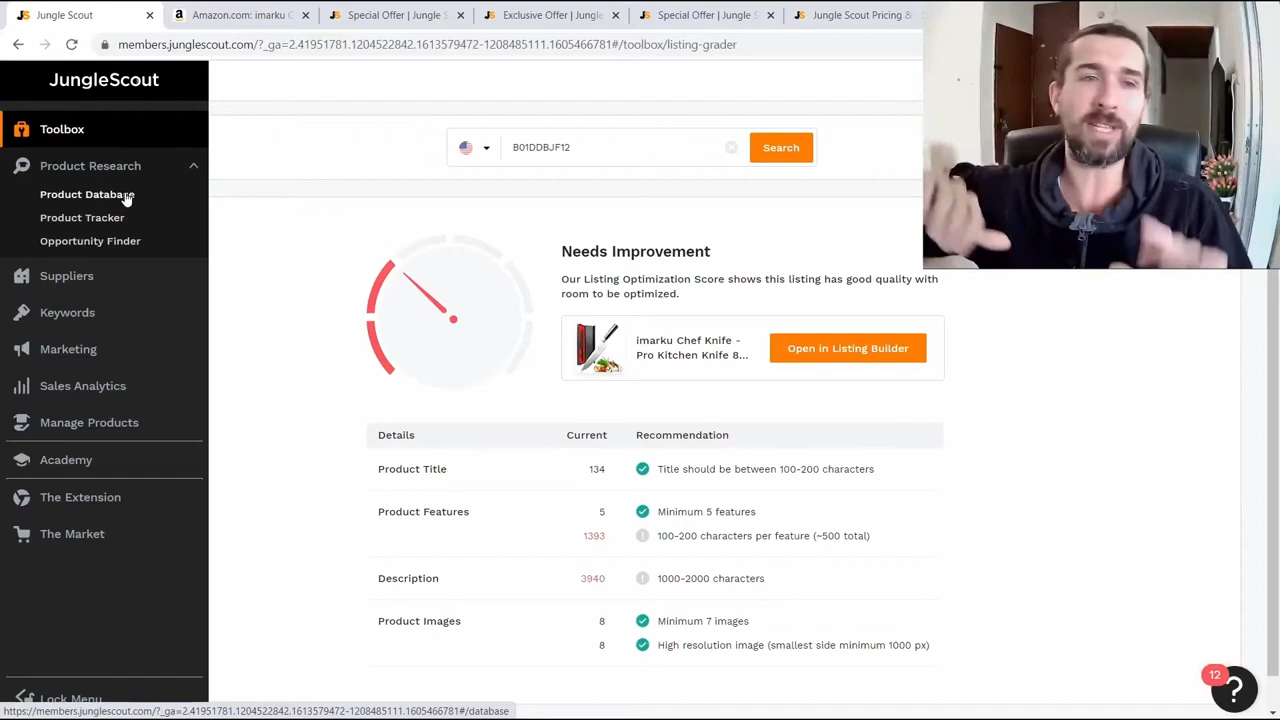 Jungle Scout
Amazon.com: imarku C
Special Offer | Jungle S
Exclusive Offer | Jungle
Special Offer | Jungle S
Jungle Scout Pricing &
members.junglescout.com/?_ga=2.41951781.1204522842.1613579472-1208485111.1605466781#/toolbox/listing-grader
JungleScout
Toolbox
Product Research
Product Database
Product Tracker
Opportunity Finder
Suppliers
Keywords
Marketing
Sales Analytics
Manage Products
Academy
The Extension
The Market
Lock Menu
B01DDBJF12
Search
Needs Improvement
Our Listing Optimization Score shows this listing has good quality with
room to be optimized.
imarku Chef Knife -
Pro Kitchen Knife 8...
Open in Listing Builder
Details Current Recommendation
Product Title 134 Title should be between 100-200 characters
Product Features 5 Minimum 5 features
1393 100-200 characters per feature (~500 total)
Description 3940 1000-2000 characters
Product Images 8 Minimum 7 images
8 High resolution image (smallest side minimum 1000 px)
12
?
https://members.junglescout.com/?_ga=2.41951781.1204522842.1613579472-1208485111.1605466781#/database